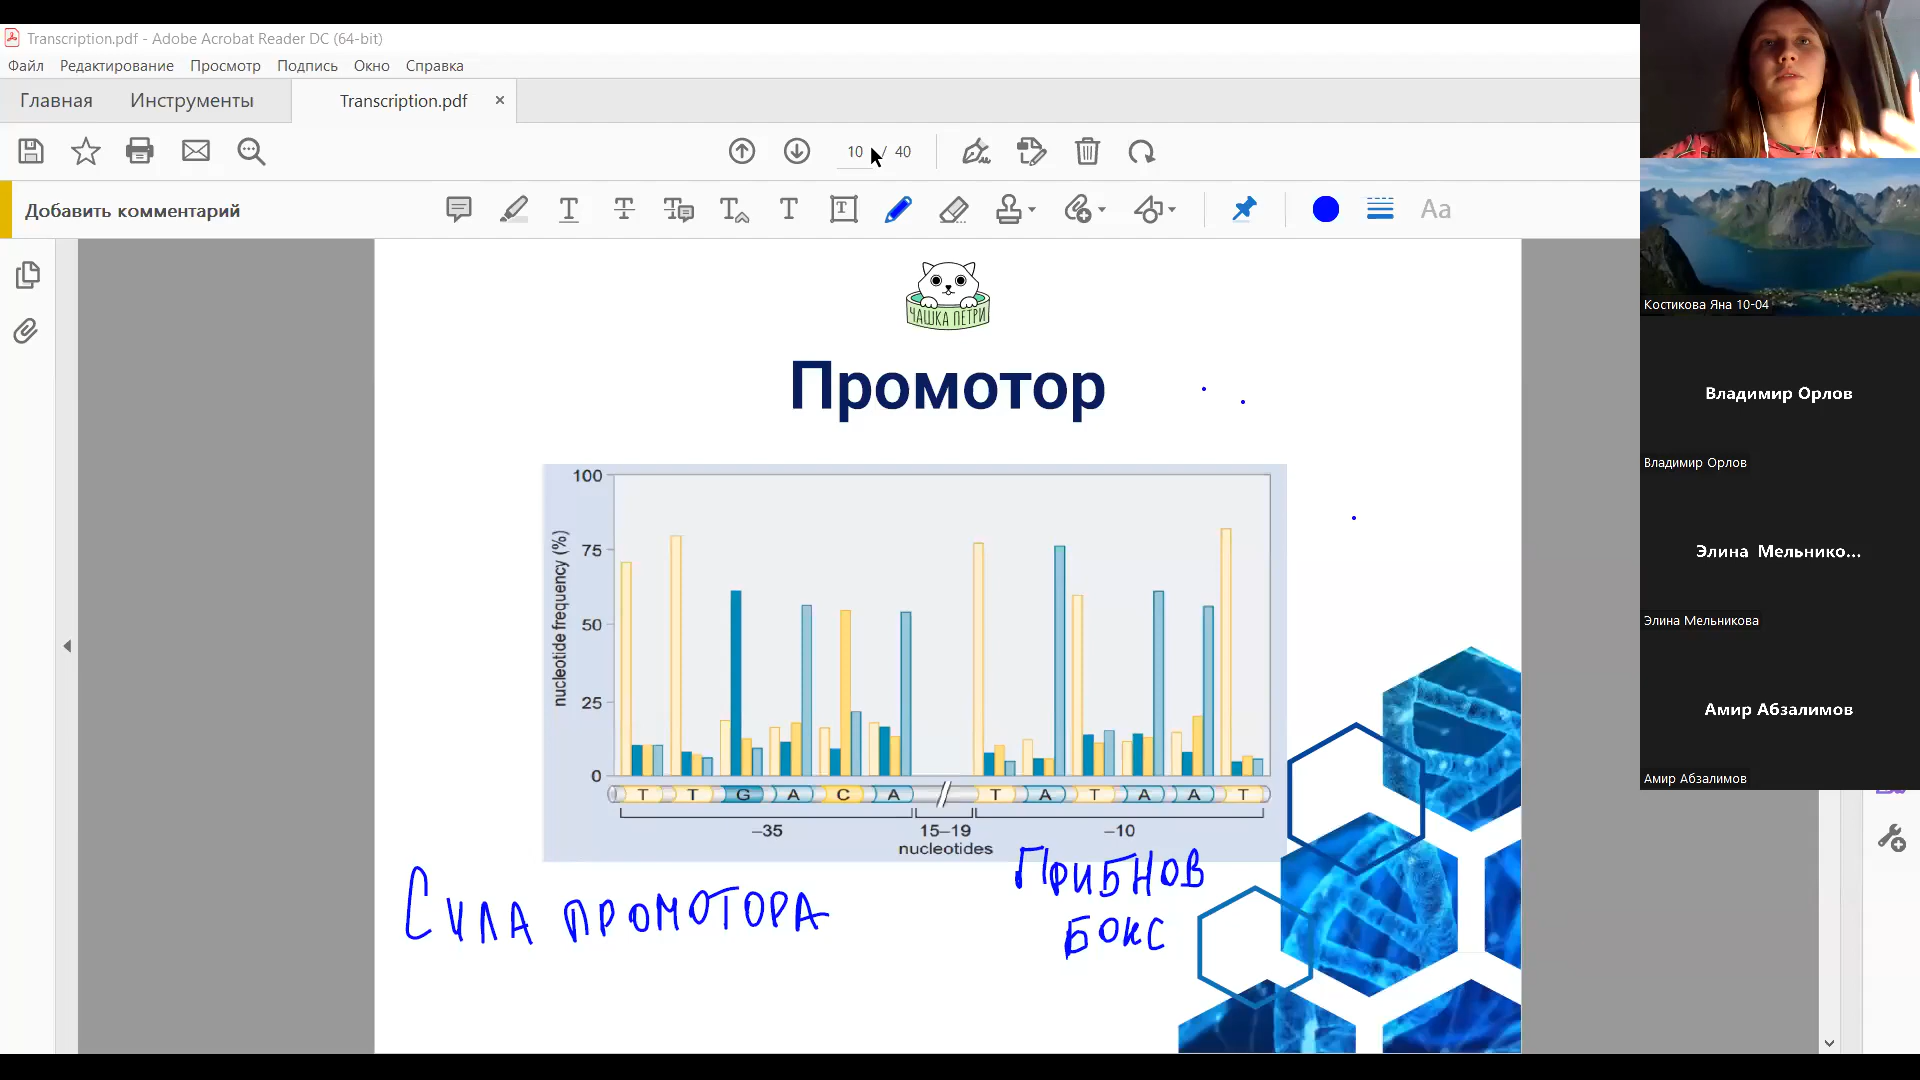 Transcription.pdf - Adobe Acrobat Reader DC (64-bit)
Файл Редактирование Просмотр Подпись Окно Справка
Главная Инструменты Transcription.pdf ×
10 / 40
Добавить комментарий
Aa
ЧАШКА ПЕТРИ
Промотор
nucleotide frequency (%)
100
75
50
25
0
T T G A C A T A T A A T
–35 15–19 –10
nucleotides
Прибнов
бокс
Сила промотора
Костикова Яна 10-04
Владимир Орлов
Владимир Орлов
Элина Мельнико...
Элина Мельникова
Амир Абзалимов
Амир Абзалимов